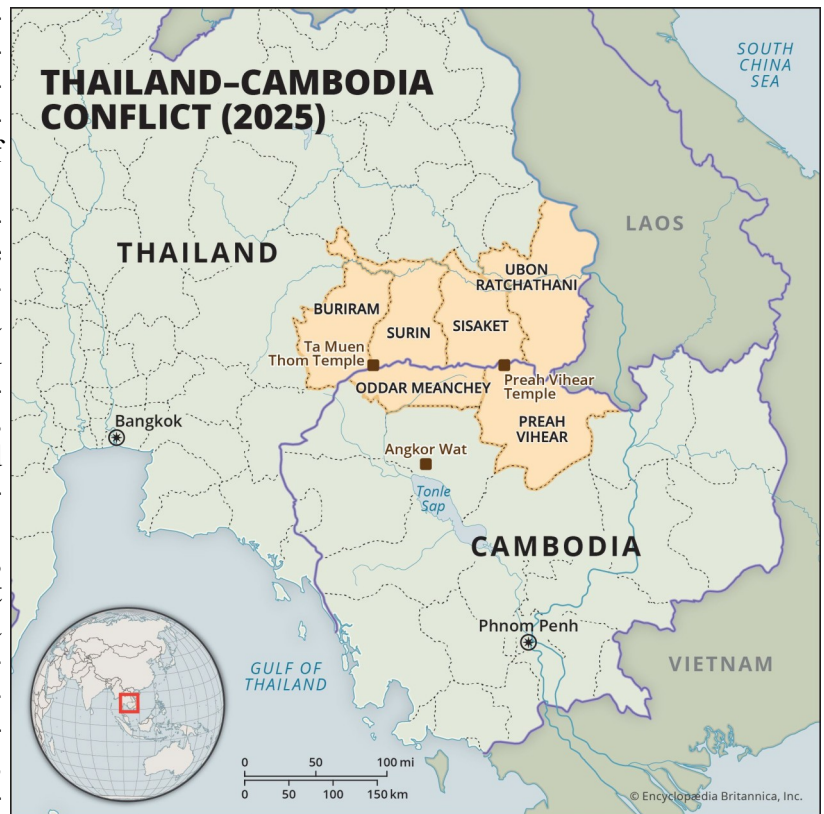 THAILAND–CAMBODIA
CONFLICT (2025)
SOUTH
CHINA
SEA
LAOS
THAILAND
UBON
RATCHATHANI
BURIRAM
SURIN
SISAKET
Ta Muen
Thom Temple
ODDAR MEANCHEY
Preah Vihear
Temple
PREAH
VIHEAR
Bangkok
Angkor Wat
Tonle
Sap
CAMBODIA
Phnom Penh
GULF OF
THAILAND
VIETNAM
0 50 100 mi
0 50 100 150 km
© Encyclopædia Britannica, Inc.